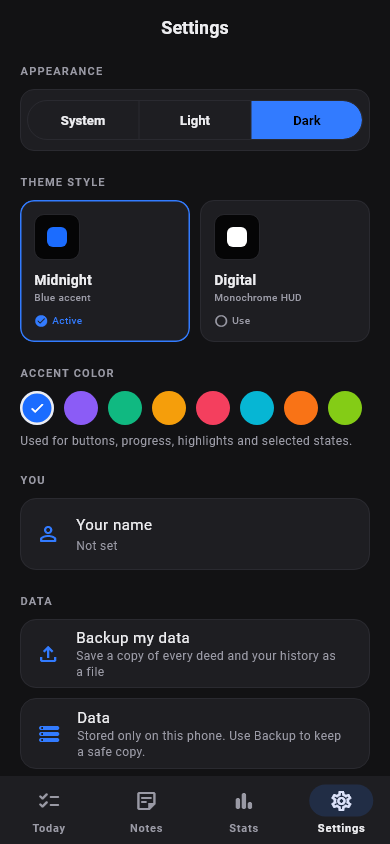 Settings
APPEARANCE
System Light Dark
THEME STYLE
Midnight
Blue accent
Active
Digital
Monochrome HUD
Use
ACCENT COLOR
Used for buttons, progress, highlights and selected states.
YOU
Your name
Not set
DATA
Backup my data
Save a copy of every deed and your history as
a file
Data
Stored only on this phone. Use Backup to keep
a safe copy.
Today Notes Stats Settings